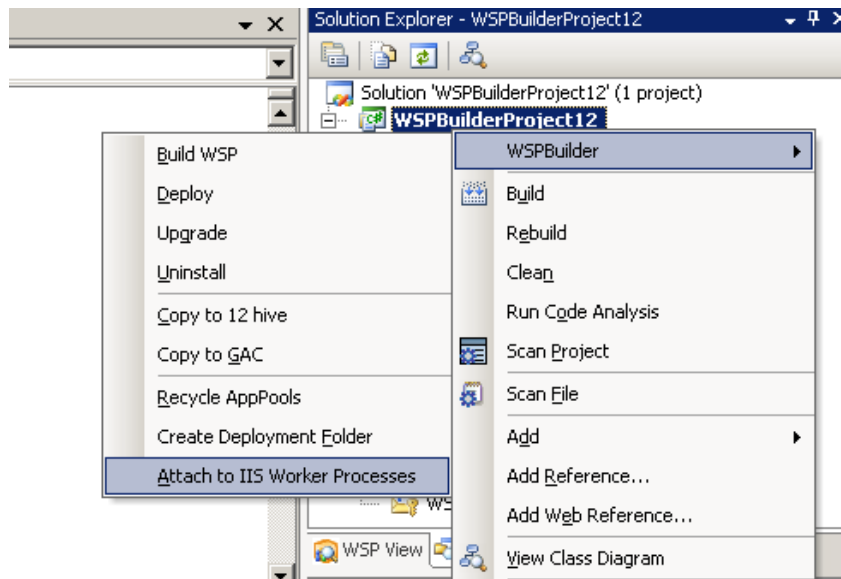 Solution Explorer - WSPBuilderProject12
Solution 'WSPBuilderProject12' (1 project)
WSPBuilderProject12
Build WSP
Deploy
Upgrade
Uninstall
Copy to 12 hive
Copy to GAC
Recycle AppPools
Create Deployment Folder
Attach to IIS Worker Processes
WSPBuilder
Build
Rebuild
Clean
Run Code Analysis
Scan Project
Scan File
Add
Add Reference...
Add Web Reference...
View Class Diagram
WSP View